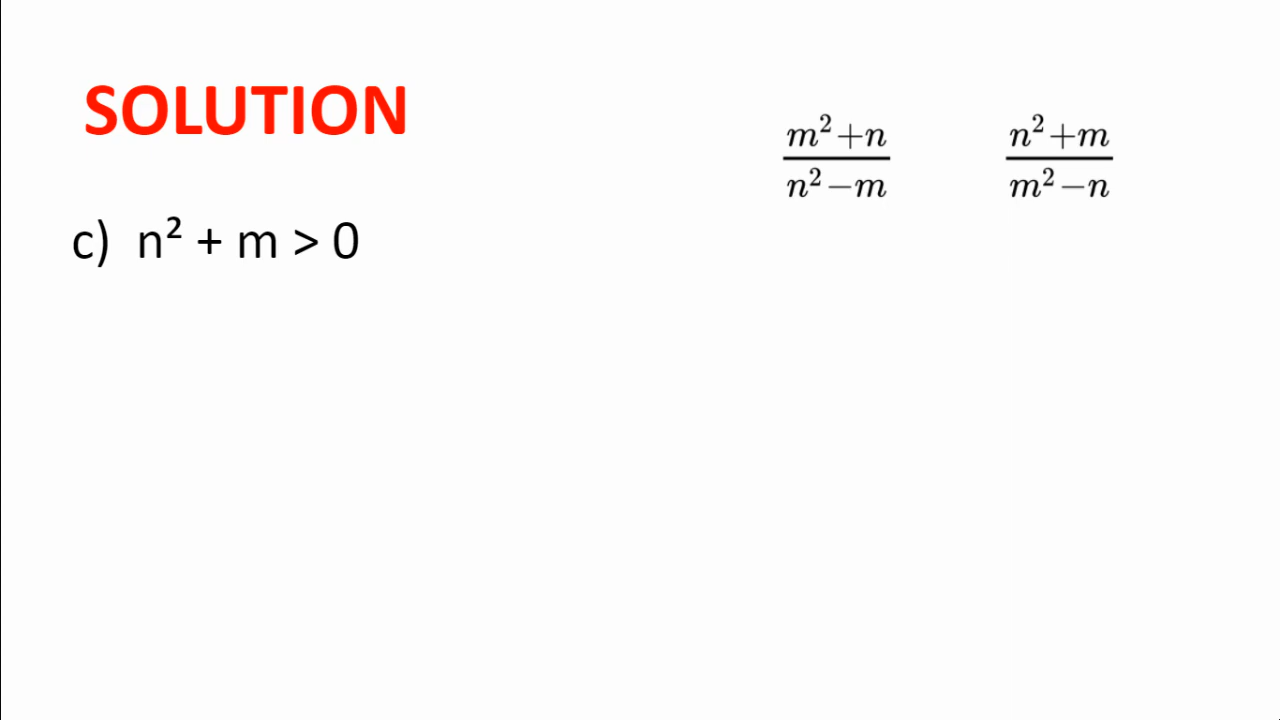 SOLUTION
m²+n n²+m
n²−m m²−n
c) n² + m > 0